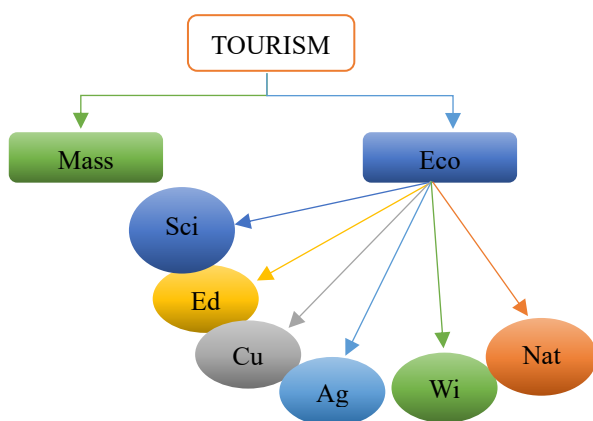 TOURISM
Mass
Eco
Sci
Ed
Cu
Ag
Wi
Nat